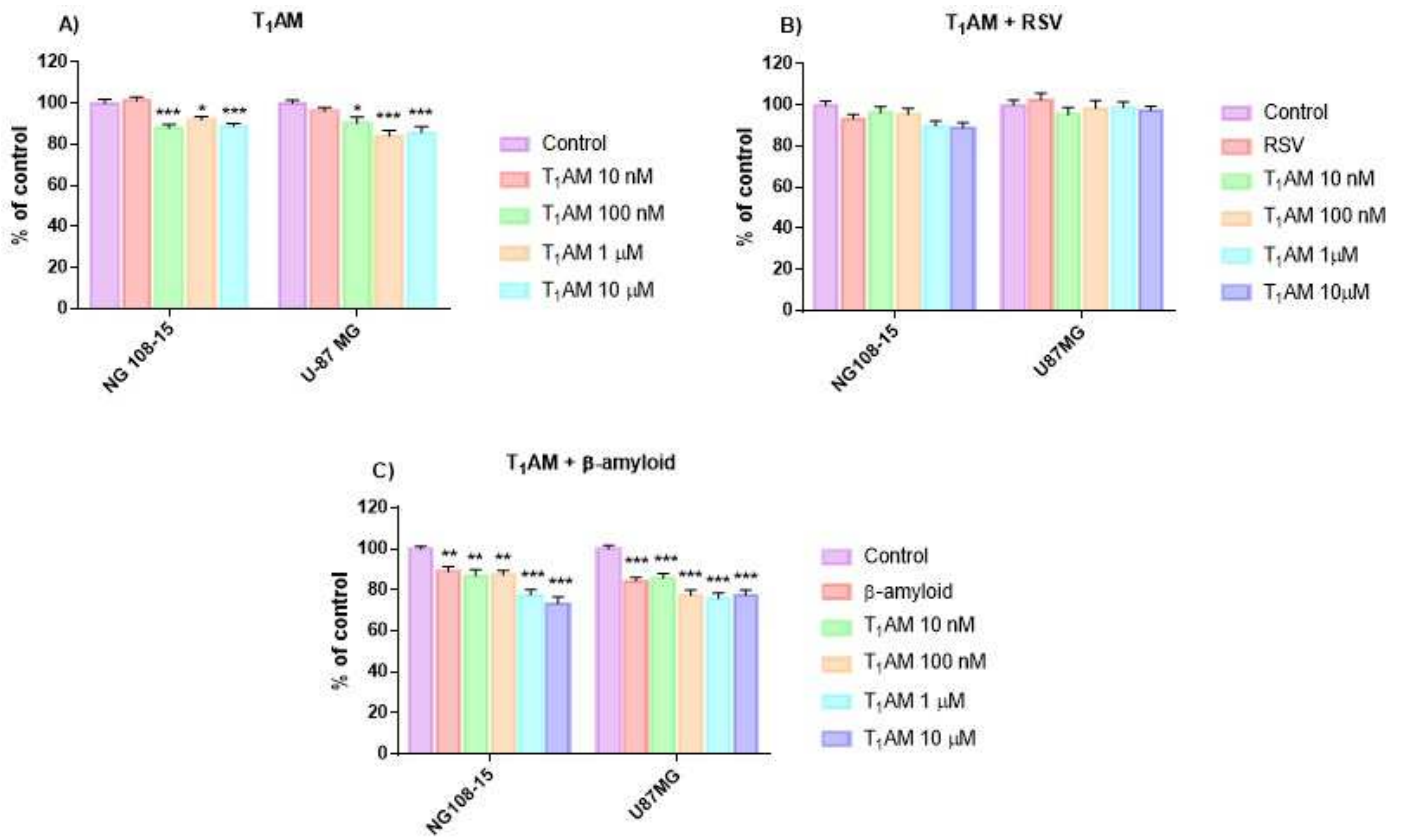 A)
T₁AM
120
100
80
60
40
20
0
% of control
*** * ***
* *** ***
NG 108-15
U-87 MG
Control
T₁AM 10 nM
T₁AM 100 nM
T₁AM 1 μM
T₁AM 10 μM
B)
T₁AM + RSV
120
100
80
60
40
20
0
% of control
NG108-15
U87MG
Control
RSV
T₁AM 10 nM
T₁AM 100 nM
T₁AM 1μM
T₁AM 10μM
C)
T₁AM + β-amyloid
120
100
80
60
40
20
0
% of control
** ** ** *** ***
*** *** *** *** ***
NG108-15
U87MG
Control
β-amyloid
T₁AM 10 nM
T₁AM 100 nM
T₁AM 1 μM
T₁AM 10 μM